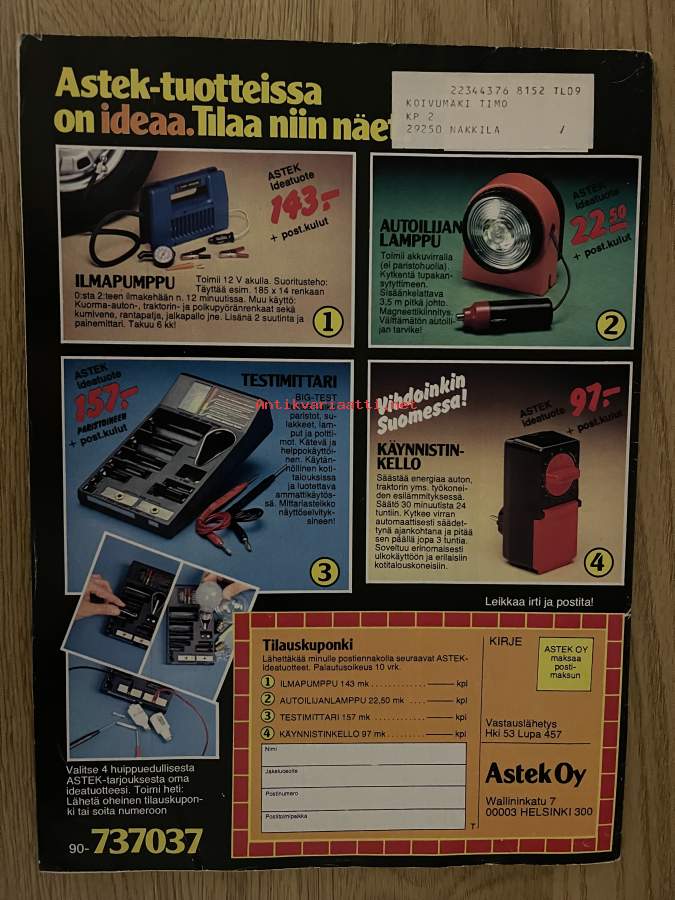 Astek-tuotteissa
on ideaa. Tilaa niin näet
22344376 8152 TL09
KOIVUMÄKI TIMO
KP 2
29250 NAKKILA /
ASTEK
ideatuote
143:-
+ post.kulut
ILMAPUMPPU
Toimii 12 V akulla. Suoritusteho:
Täyttää esim. 185 x 14 renkaan
0:sta 2:teen ilmakehään n. 12 minuutissa. Muu käyttö:
Kuorma-auton-, traktorin- ja polkupyöränrenkaat sekä
kumivene, rantapatja, jalkapallo jne. Lisänä 2 suutinta ja
painemittari. Takuu 6 kk!
1
AUTOILIJAN
LAMPPU
ASTEK
ideatuote
22 50
+ post.kulut
Toimii akkuvirralla
(ei paristohuolia)
Kytkentä tupakan-
sytyttimeen.
Sisäänkelattava
3,5 m pitkä johto.
Magneettikiinnitys.
Välttämätön autoili-
jan tarvike!
2
ASTEK
ideatuote
157:-
PARISTOINEEN
+ post.kulut
TESTIMITTARI
BIG-TEST
paristot, su-
lakkeet, lam-
put ja poltti-
mot. Kätevä ja
helppokäyttöi-
nen. Käytän-
nöllinen koti-
talouksissa
ja luotettava
ammattikäytös-
sä. Mittariasteikko
näyttöselvityk-
sineen!
3
Antikvariaatti.net
Vihdoinkin
Suomessa!
ASTEK
ideatuote
97:-
+ post.kulut
KÄYNNISTIN-
KELLO
Säästää energiaa auton,
traktorin yms. työkonei-
den esilämmityksessä.
Säätö 30 minuutista 24
tuntiin. Kytkee virran
automaattisesti säädet-
tynä ajankohtana ja pitää
sen päällä jopa 3 tuntia.
Soveltuu erinomaisesti
ulkokäyttöön ja erilaisiin
kotitalouskoneisiin.
4
Leikkaa irti ja postita!
Valitse 4 huippuedullisesta
ASTEK-tarjouksesta oma
ideatuotteesi. Toimi heti:
Lähetä oheinen tilauskupon-
ki tai soita numeroon
90-737037
Tilauskuponki
Lähettäkää minulle postiennakolla seuraavat ASTEK-
ideatuotteet. Palautusoikeus 10 vrk.
1 ILMAPUMPPU 143 mk kpl
2 AUTOILIJANLAMPPU 22,50 mk kpl
3 TESTIMITTARI 157 mk kpl
4 KÄYNNISTINKELLO 97 mk kpl
Nimi
Jakeluosoite
Postinumero
Postitoimipaikka
T
KIRJE
ASTEK OY
maksaa
posti-
maksun
Vastauslähetys
Hki 53 Lupa 457
Astek Oy
Wallininkatu 7
00003 HELSINKI 300